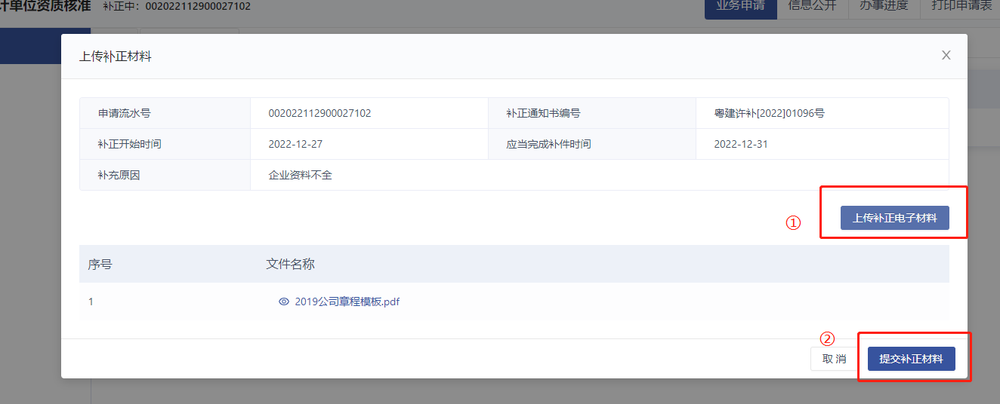 计单位资质核准 补正中：002022112900027102 业务申请 信息公开 办事进度 打印申请表
上传补正材料
申请流水号 002022112900027102 补正通知书编号 粤建许补[2022]01096号
补正开始时间 2022-12-27 应当完成补件时间 2022-12-31
补充原因 企业资料不全
① 上传补正电子材料
序号 文件名称
1 2019公司章程模板.pdf
②
取 消 提交补正材料